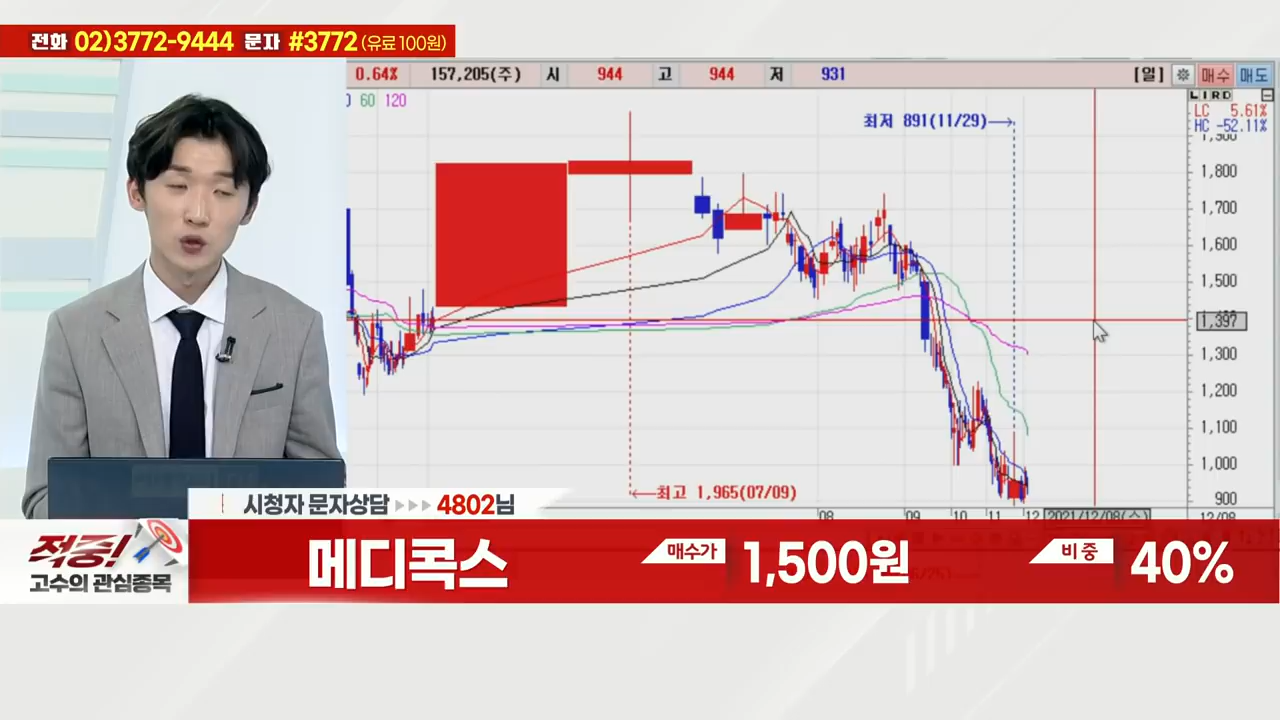 전화 02)3772-9444 문자 #3772 (유료 100원)
0.64% 157,205(주) 시 944 고 944 저 931 [일] 매수 매도
0 60 120
L I R D
LC 5.61%
HC -52.11%
최저 891(11/29)
1,900
1,800
1,700
1,600
1,500
1,397
1,300
1,200
1,100
1,000
900
최고 1,965(07/09)
08 09 10 11 12 2021/12/08(수) 12/08
시청자 문자상담 ▷▷▷ 4802님
적중!
고수의 관심종목
메디콕스 매수가 1,500원 비중 40%